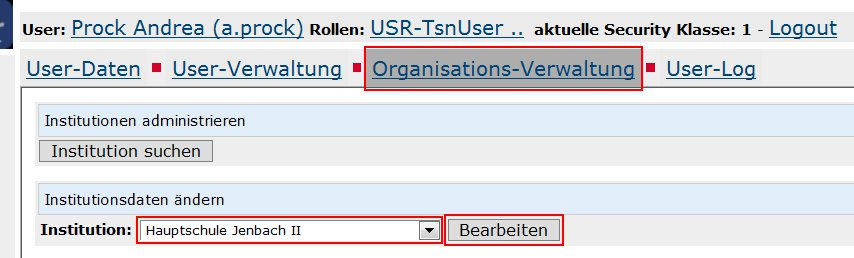 User: Prock Andrea (a.prock) Rollen: USR-TsnUser .. aktuelle Security Klasse: 1 - Logout
User-Daten User-Verwaltung Organisations-Verwaltung User-Log
Institutionen administrieren
Institution suchen
Institutionsdaten ändern
Institution: Hauptschule Jenbach II Bearbeiten